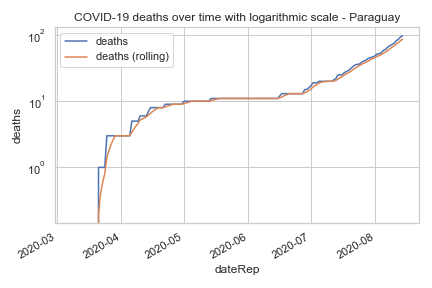 COVID-19 deaths over time with logarithmic scale - Paraguay
deaths
deaths (rolling)
10²
10¹
10⁰
deaths
2020-03
2020-04
2020-05
2020-06
2020-07
2020-08
dateRep